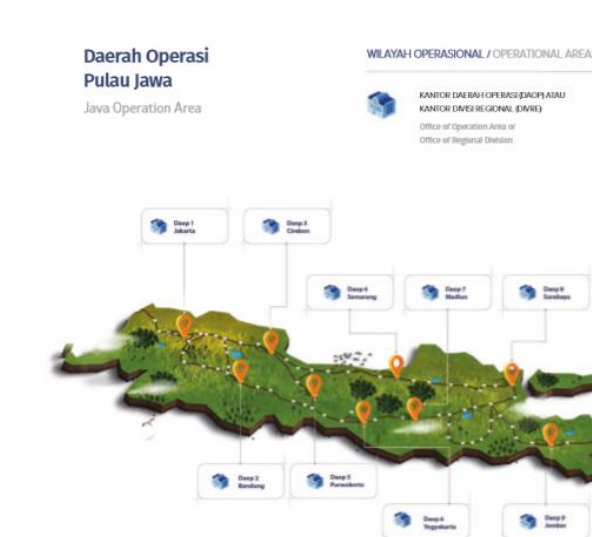 Daerah Operasi
Pulau Jawa
Java Operation Area
WILAYAH OPERASIONAL / OPERATIONAL AREA
KANTOR DAERAH OPERASI (DAOP) ATAU
KANTOR DIVISI REGIONAL (DIVRE)
Office of Operation Area or
Office of Regional Division
Daop 1
Jakarta
Daop 3
Cirebon
Daop 4
Semarang
Daop 7
Madiun
Daop 8
Surabaya
Daop 2
Bandung
Daop 5
Purwokerto
Daop 6
Yogyakarta
Daop 9
Jember